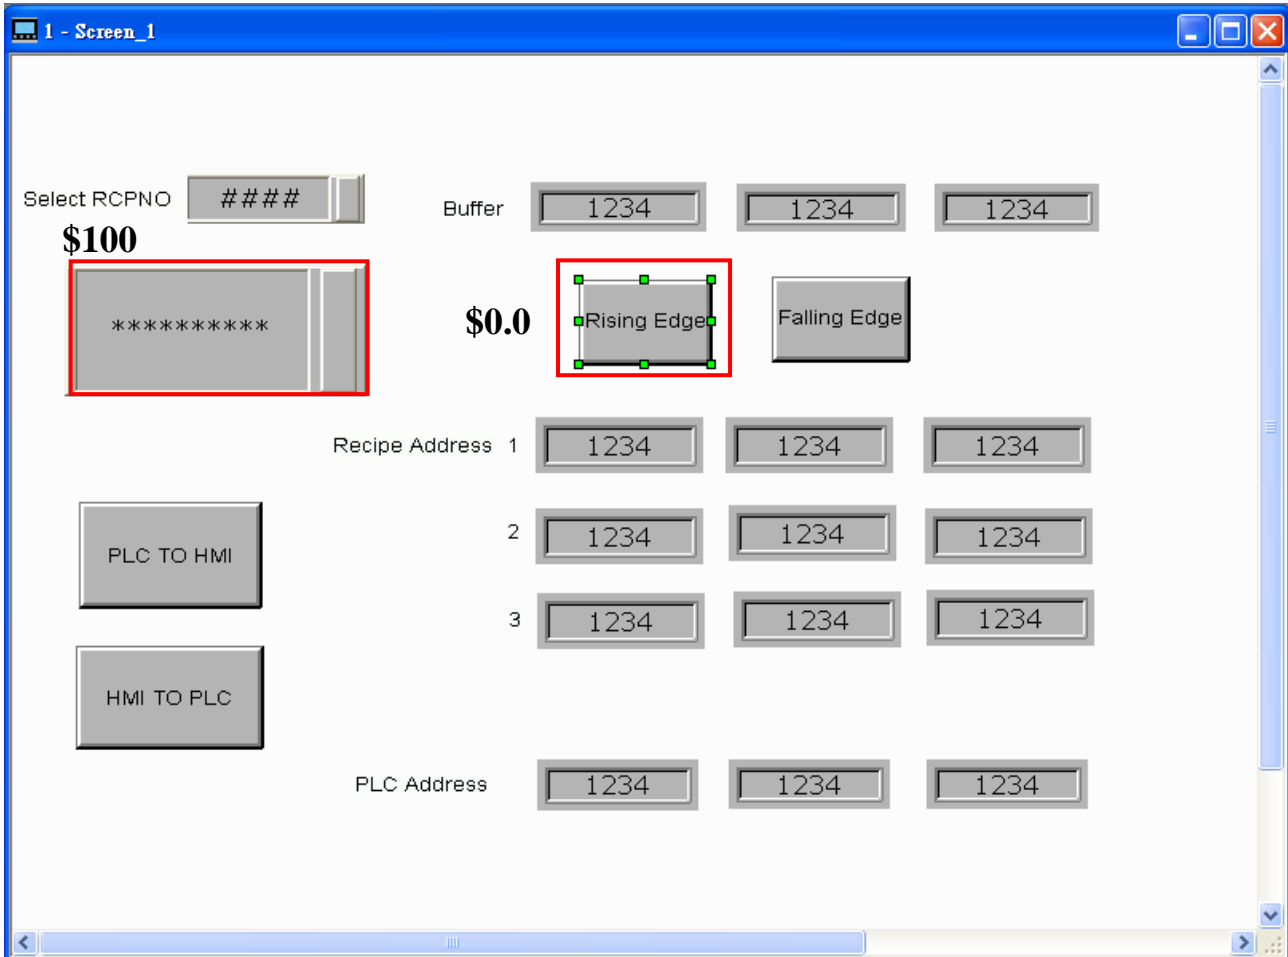 1 - Screen_1
Select RCPNO ####
Buffer 1234 1234 1234
$100
**********
$0.0
Rising Edge
Falling Edge
Recipe Address 1 1234 1234 1234
2 1234 1234 1234
3 1234 1234 1234
PLC TO HMI
HMI TO PLC
PLC Address 1234 1234 1234